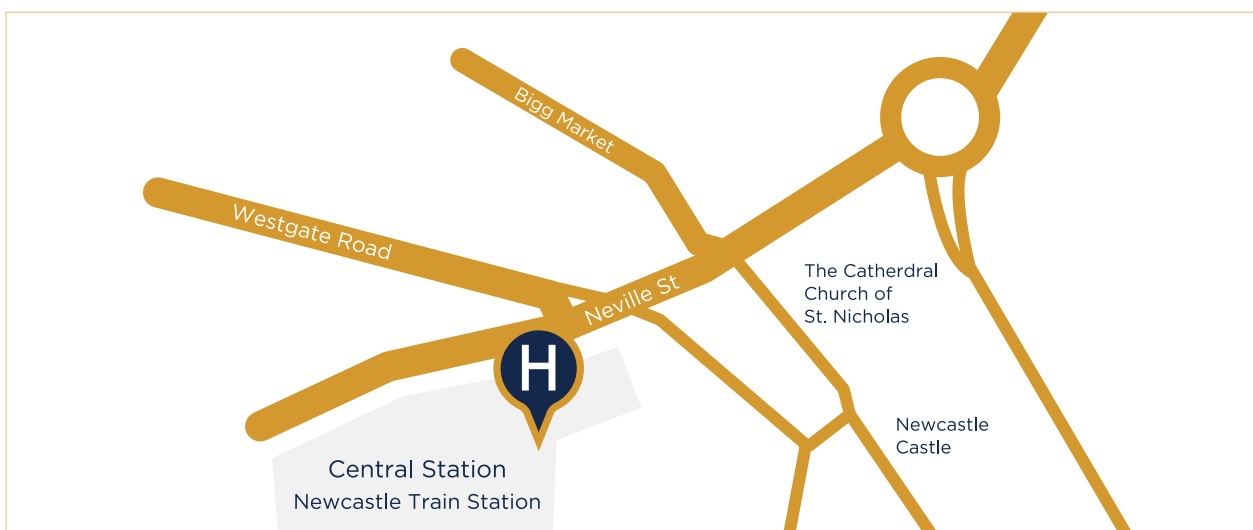 Bigg Market
Westgate Road
Neville St
The Catherdral
Church of
St. Nicholas
H
Newcastle
Castle
Central Station
Newcastle Train Station